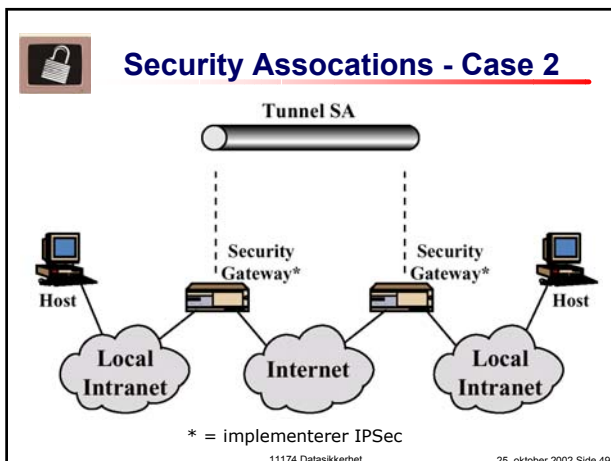 Security Assocations - Case 2
Tunnel SA
Security
Gateway*
Security
Gateway*
Host
Host
Local
Intranet
Internet
Local
Intranet
* = implementerer IPSec
11174 Datasikkerhet
25. oktober 2002 Side 49